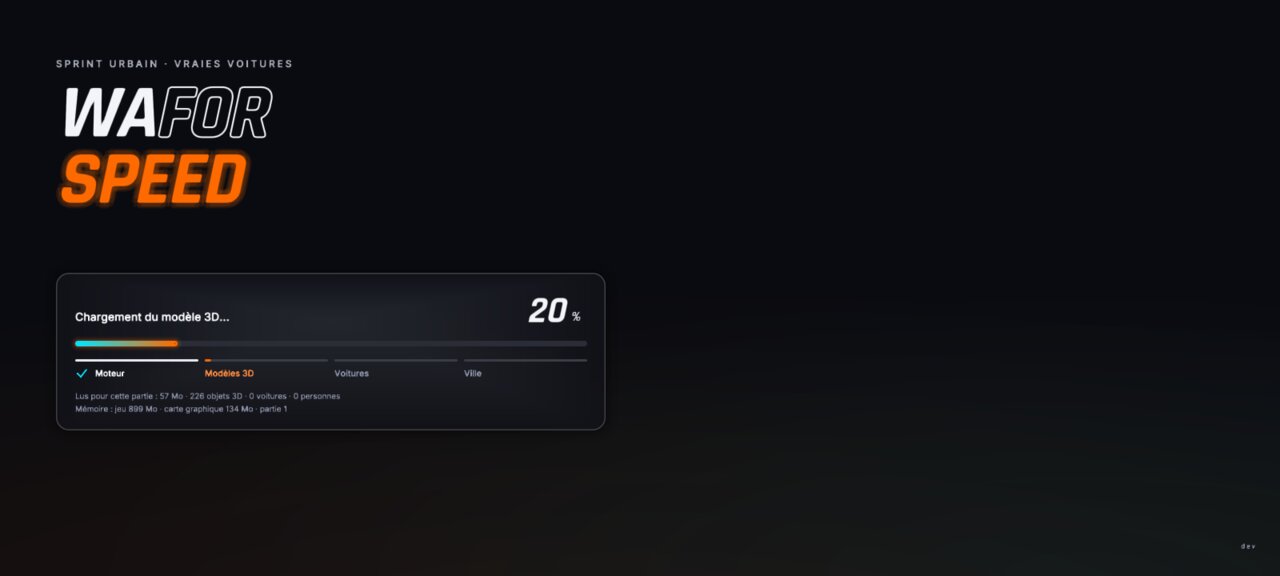 SPRINT URBAIN · VRAIES VOITURES
WAFOR
SPEED
Chargement du modèle 3D...
20 %
Moteur
Modèles 3D
Voitures
Ville
Lus pour cette partie : 57 Mo · 226 objets 3D · 0 voitures · 0 personnes
Mémoire : jeu 899 Mo · carte graphique 134 Mo · partie 1
dev